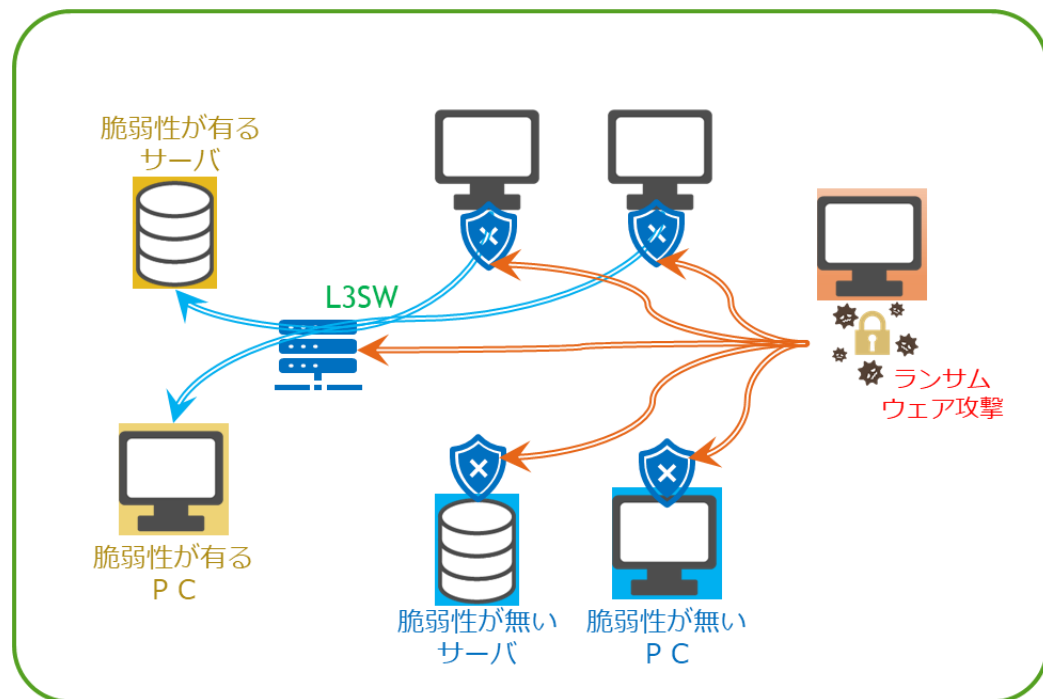 脆弱性が有る
サーバ
L3SW
ランサム
ウェア攻撃
脆弱性が有る
ＰＣ
脆弱性が無い
サーバ
脆弱性が無い
ＰＣ